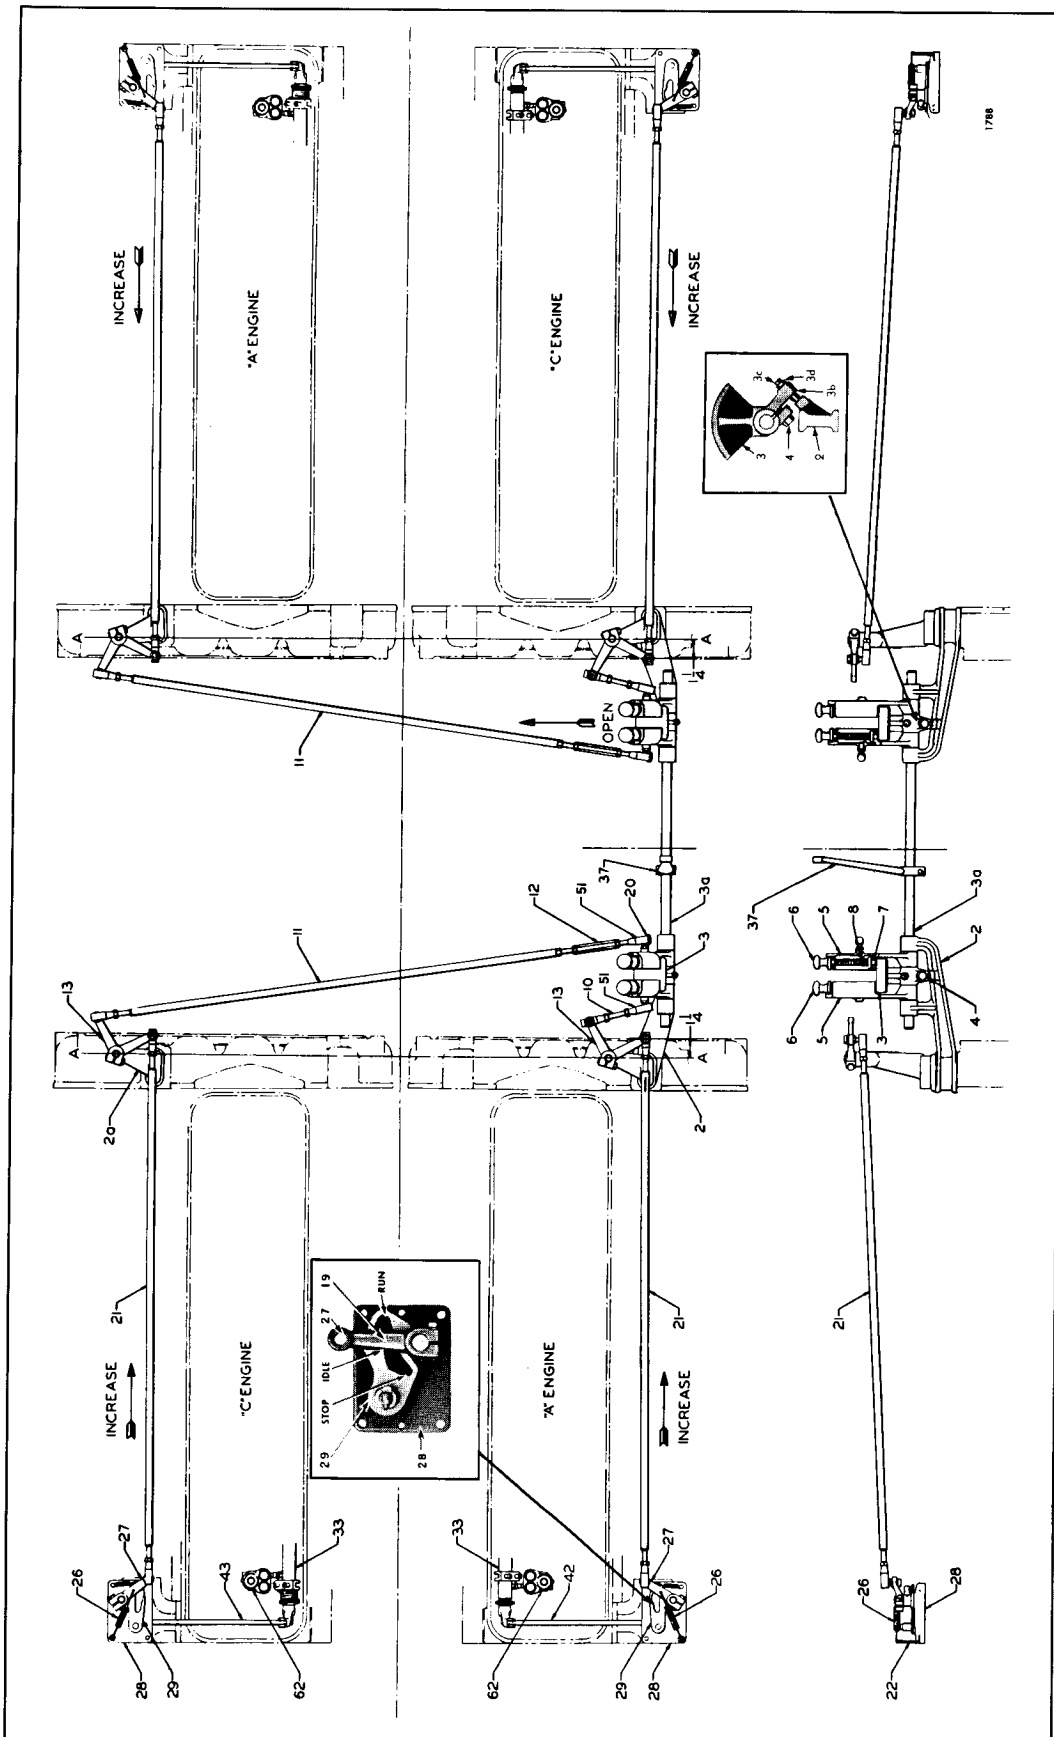 13
A
A
26
27
2a
INCREASE
21
INCREASE
28
29
43
"C" ENGINE
"A" ENGINE
11
11
62
33
29
STOP
IDLE
27
19
RUN
28
33
62
"A" ENGINE
"C" ENGINE
42
12
13
10
51
51
20
37
OPEN
29
28
27
26
21
INCREASE
2
A
1/4
3
3a
1/4
A
INCREASE
3
4
2
3c
3d
3b
37
6
6
5
5
8
7
3
4
2
3a
21
22
26
28
1788